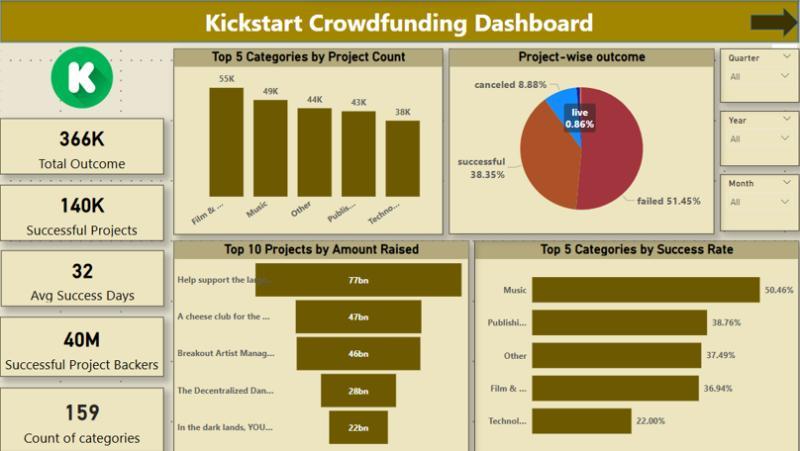 Kickstart Crowdfunding Dashboard
K
366K
Total Outcome
140K
Successful Projects
32
Avg Success Days
40M
Successful Project Backers
159
Count of categories
Top 5 Categories by Project Count
55K
49K
44K
43K
38K
Film & ...
Music
Other
Publis...
Techno...
Project-wise outcome
canceled 8.88%
live
0.86%
successful
38.35%
failed 51.45%
Quarter
All
Year
All
Month
All
Top 10 Projects by Amount Raised
Help support the lan... 77bn
A cheese club for the ... 47bn
Breakout Artist Manag... 46bn
The Decentralized Dan... 28bn
In the dark lands, YOU... 22bn
Top 5 Categories by Success Rate
Music 50.46%
Publishi... 38.76%
Other 37.49%
Film & ... 36.94%
Technol... 22.00%